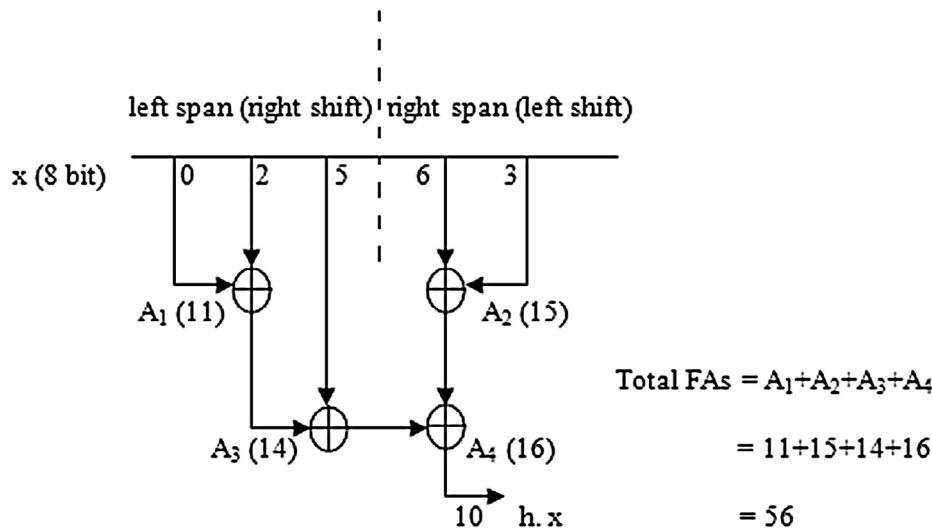 left span (right shift) right span (left shift)
x (8 bit) 0 2 5 6 3
A₁ (11) A₂ (15)
Total FAs = A₁+A₂+A₃+A₄
A₃ (14) A₄ (16) = 11+15+14+16
10 h. x = 56